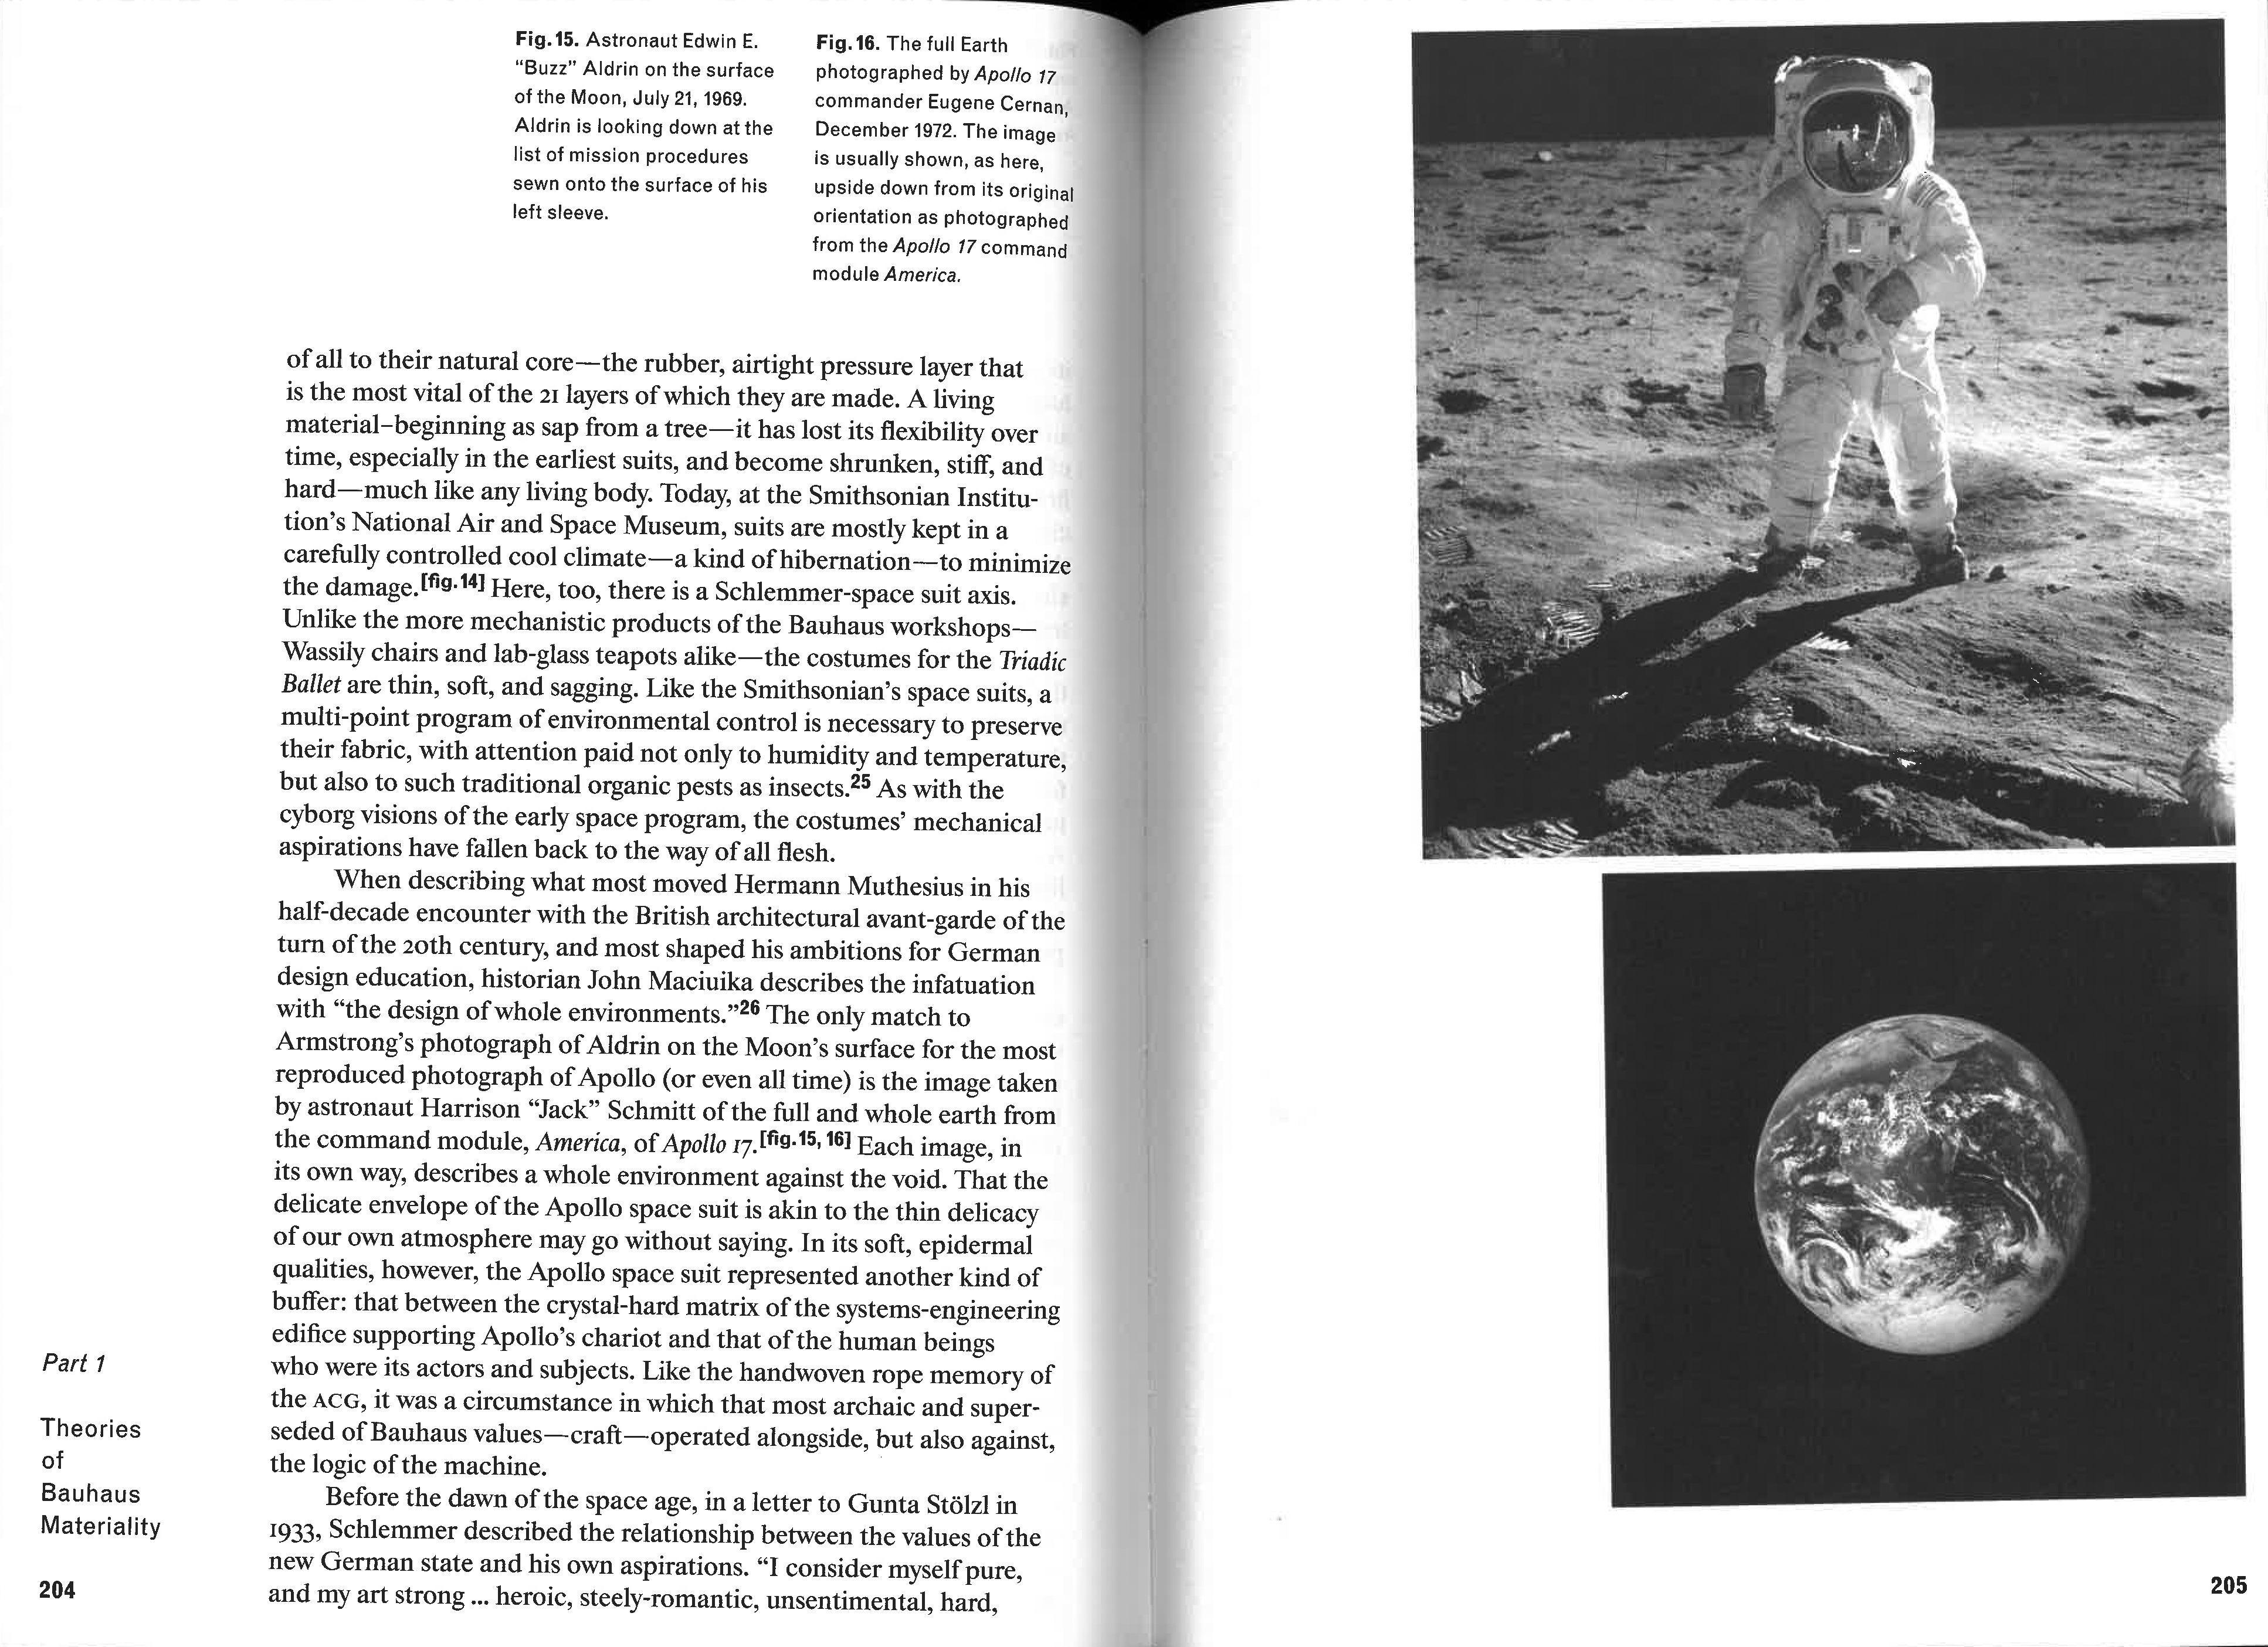 Fig. 15. Astronaut Edwin E.
“Buzz” Aldrin on the surface
of the Moon, July 21, 1969.
Aldrin is looking down at the
list of mission procedures
sewn onto the surface of his
left sleeve.
Fig. 16. The full Earth
photographed by Apollo 17
commander Eugene Cernan,
December 1972. The image
is usually shown, as here,
upside down from its original
orientation as photographed
from the Apollo 17 command
module America.
of all to their natural core—the rubber, airtight pressure layer that
is the most vital of the 21 layers of which they are made. A living
material–beginning as sap from a tree—it has lost its flexibility over
time, especially in the earliest suits, and become shrunken, stiff, and
hard—much like any living body. Today, at the Smithsonian Institu-
tion’s National Air and Space Museum, suits are mostly kept in a
carefully controlled cool climate—a kind of hibernation—to minimize
the damage.[fig.14] Here, too, there is a Schlemmer-space suit axis.
Unlike the more mechanistic products of the Bauhaus workshops—
Wassily chairs and lab-glass teapots alike—the costumes for the Triadic
Ballet are thin, soft, and sagging. Like the Smithsonian’s space suits, a
multi-point program of environmental control is necessary to preserve
their fabric, with attention paid not only to humidity and temperature,
but also to such traditional organic pests as insects.25 As with the
cyborg visions of the early space program, the costumes’ mechanical
aspirations have fallen back to the way of all flesh.
When describing what most moved Hermann Muthesius in his
half-decade encounter with the British architectural avant-garde of the
turn of the 20th century, and most shaped his ambitions for German
design education, historian John Maciuika describes the infatuation
with “the design of whole environments.”26 The only match to
Armstrong’s photograph of Aldrin on the Moon’s surface for the most
reproduced photograph of Apollo (or even all time) is the image taken
by astronaut Harrison “Jack” Schmitt of the full and whole earth from
the command module, America, of Apollo 17.[fig.15, 16] Each image, in
its own way, describes a whole environment against the void. That the
delicate envelope of the Apollo space suit is akin to the thin delicacy
of our own atmosphere may go without saying. In its soft, epidermal
qualities, however, the Apollo space suit represented another kind of
buffer: that between the crystal-hard matrix of the systems-engineering
edifice supporting Apollo’s chariot and that of the human beings
who were its actors and subjects. Like the handwoven rope memory of
the ACG, it was a circumstance in which that most archaic and super-
seded of Bauhaus values—craft—operated alongside, but also against,
the logic of the machine.
Before the dawn of the space age, in a letter to Gunta Stölzl in
1933, Schlemmer described the relationship between the values of the
new German state and his own aspirations. “I consider myself pure,
and my art strong ... heroic, steely-romantic, unsentimental, hard,
Part 1
Theories
of
Bauhaus
Materiality
204
205